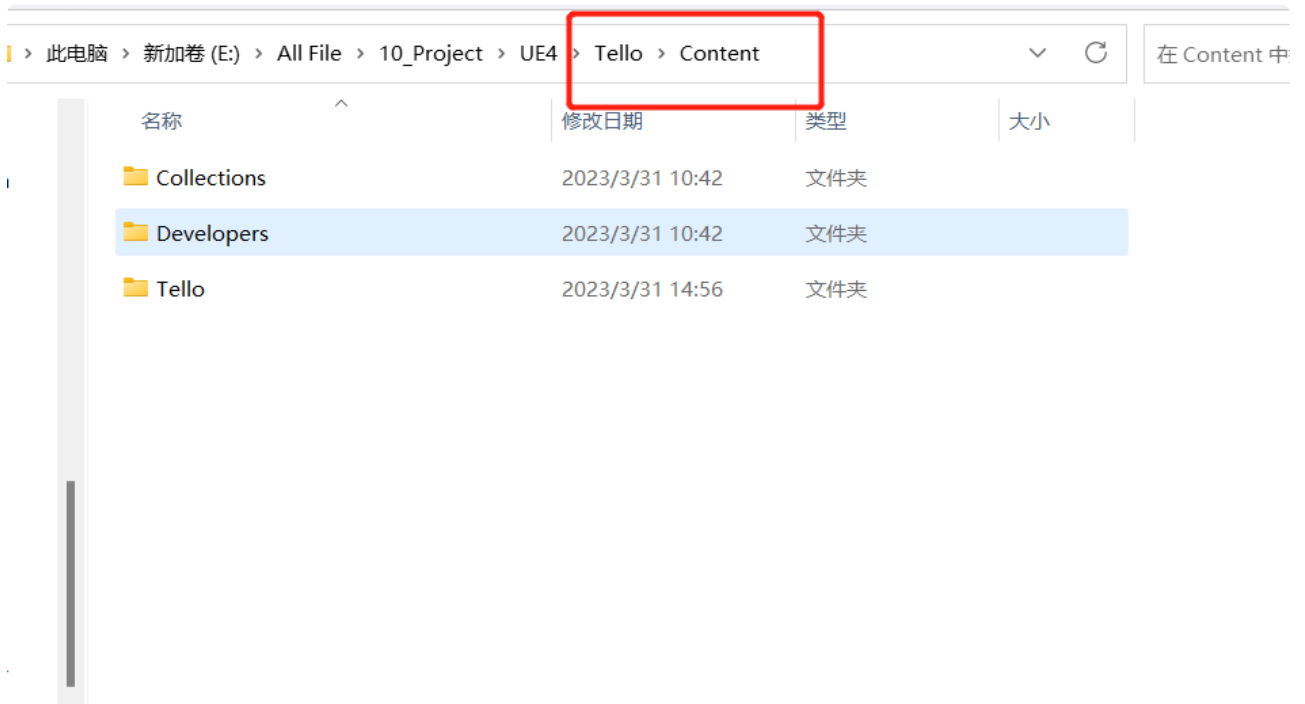 此电脑 > 新加卷 (E:) > All File > 10_Project > UE4 > Tello > Content 在 Content 中
名称 修改日期 类型 大小
Collections 2023/3/31 10:42 文件夹
Developers 2023/3/31 10:42 文件夹
Tello 2023/3/31 14:56 文件夹